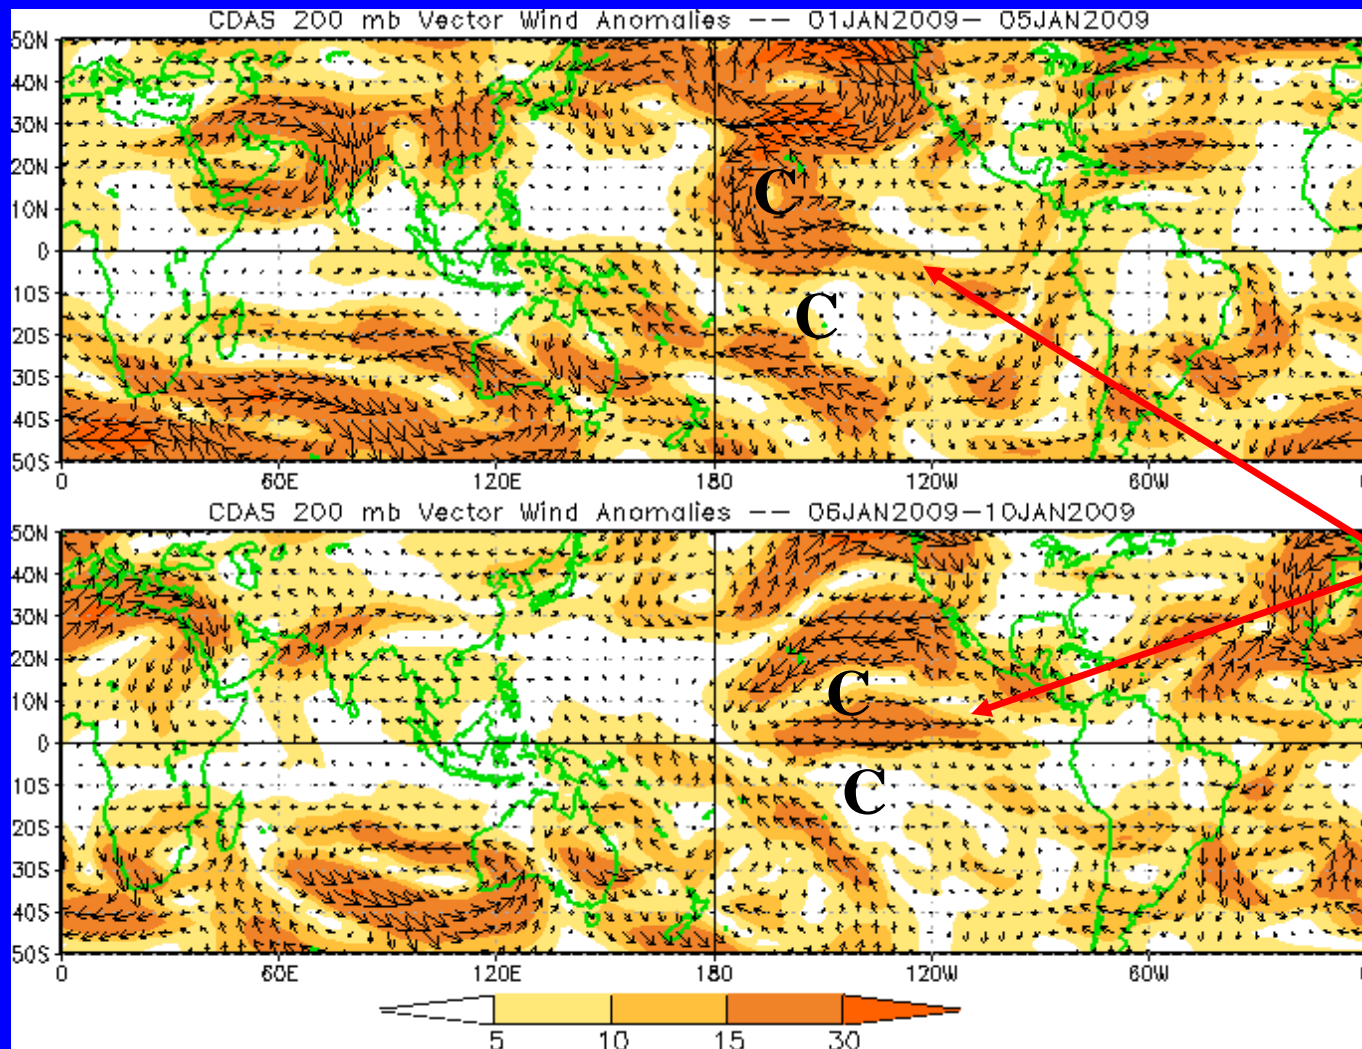 CDAS 200 mb Vector Wind Anomalies -- 01JAN2009- 05JAN2009
50N
40N
30N
20N
10N
0
10S
20S
30S
40S
50S
C
C
0 60E 120E 180 120W 60W 0
CDAS 200 mb Vector Wind Anomalies -- 06JAN2009-10JAN2009
50N
40N
30N
20N
10N
0
10S
20S
30S
40S
50S
C
C
0 60E 120E 180 120W 60W 0
5 10 15 30